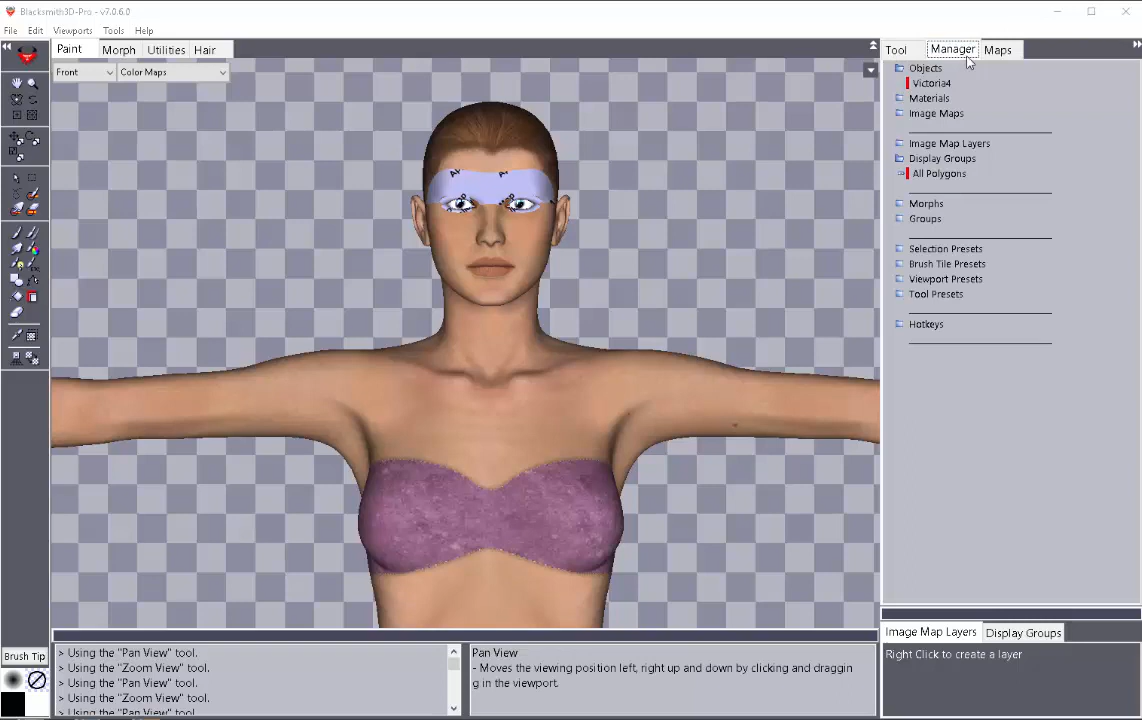 Blacksmith3D-Pro - v7.0.6.0
File Edit Viewports Tools Help
Paint Morph Utilities Hair
Front Color Maps
Tool Manager Maps
Objects
Victoria4
Materials
Image Maps
Image Map Layers
Display Groups
All Polygons
Morphs
Groups
Selection Presets
Brush Tile Presets
Viewport Presets
Tool Presets
Hotkeys
Image Map Layers Display Groups
Right Click to create a layer
Brush Tip
> Using the "Pan View" tool.
> Using the "Zoom View" tool.
> Using the "Pan View" tool.
> Using the "Zoom View" tool.
> Using the "Pan View" tool.
Pan View
- Moves the viewing position left, right up and down by clicking and draggin
g in the viewport.